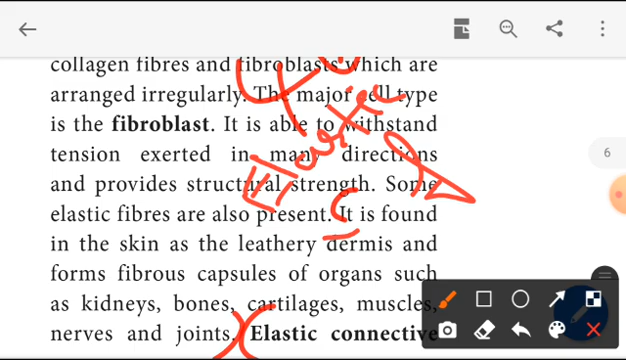 collagen fibres and fibroblasts which are
arranged irregularly. The major cell type
is the fibroblast. It is able to withstand
tension exerted in many directions
and provides structural strength. Some
elastic fibres are also present. It is found
in the skin as the leathery dermis and
forms fibrous capsules of organs such
as kidneys, bones, cartilages, muscles,
nerves and joints. Elastic connective
Elastic
6